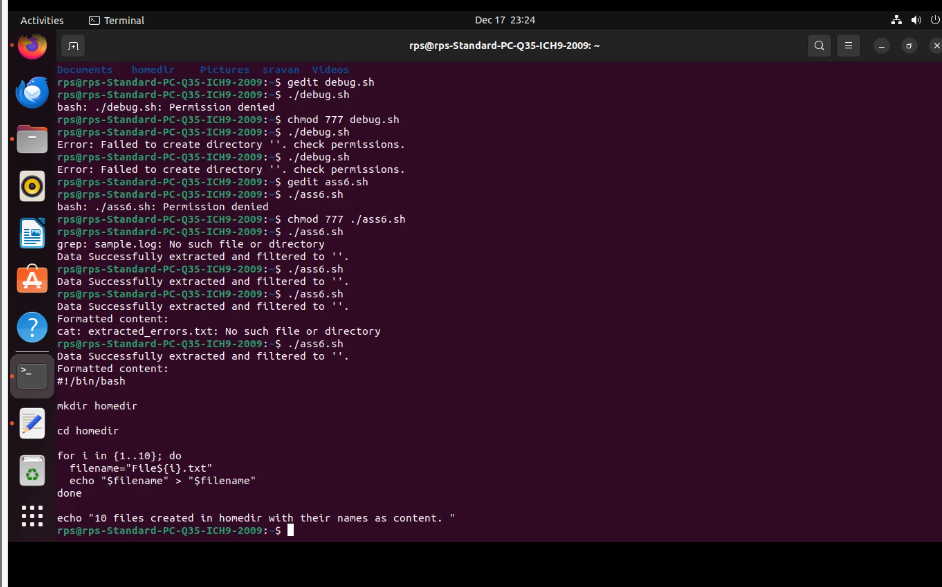 Activities Terminal Dec 17 23:24
rps@rps-Standard-PC-Q35-ICH9-2009: ~
Documents homedir Pictures sravan Videos
rps@rps-Standard-PC-Q35-ICH9-2009:~$ gedit debug.sh
rps@rps-Standard-PC-Q35-ICH9-2009:~$ ./debug.sh
bash: ./debug.sh: Permission denied
rps@rps-Standard-PC-Q35-ICH9-2009:~$ chmod 777 debug.sh
rps@rps-Standard-PC-Q35-ICH9-2009:~$ ./debug.sh
Error: Failed to create directory ''. check permissions.
rps@rps-Standard-PC-Q35-ICH9-2009:~$ ./debug.sh
Error: Failed to create directory ''. check permissions.
rps@rps-Standard-PC-Q35-ICH9-2009:~$ gedit ass6.sh
rps@rps-Standard-PC-Q35-ICH9-2009:~$ ./ass6.sh
bash: ./ass6.sh: Permission denied
rps@rps-Standard-PC-Q35-ICH9-2009:~$ chmod 777 ./ass6.sh
rps@rps-Standard-PC-Q35-ICH9-2009:~$ ./ass6.sh
grep: sample.log: No such file or directory
Data Successfully extracted and filtered to ''.
rps@rps-Standard-PC-Q35-ICH9-2009:~$ ./ass6.sh
Data Successfully extracted and filtered to ''.
rps@rps-Standard-PC-Q35-ICH9-2009:~$ ./ass6.sh
Data Successfully extracted and filtered to ''.
Formatted content:
cat: extracted_errors.txt: No such file or directory
rps@rps-Standard-PC-Q35-ICH9-2009:~$ ./ass6.sh
Data Successfully extracted and filtered to ''.
Formatted content:
#!/bin/bash
mkdir homedir
cd homedir
for i in {1..10}; do
filename="File${i}.txt"
echo "$filename" > "$filename"
done
echo "10 files created in homedir with their names as content. "
rps@rps-Standard-PC-Q35-ICH9-2009:~$